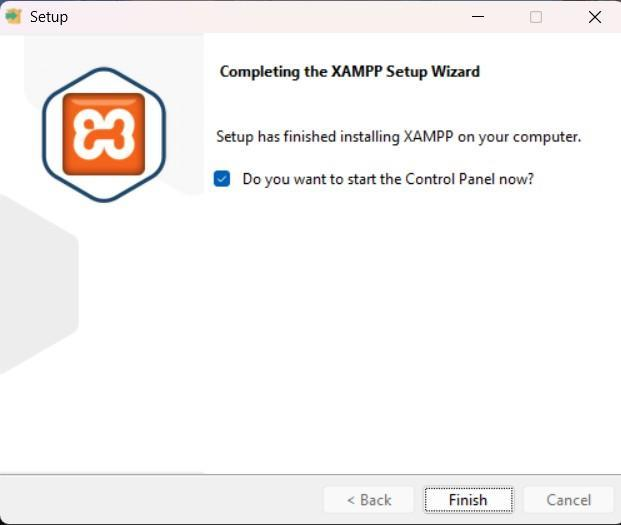 Setup
Completing the XAMPP Setup Wizard
Setup has finished installing XAMPP on your computer.
Do you want to start the Control Panel now?
< Back
Finish
Cancel